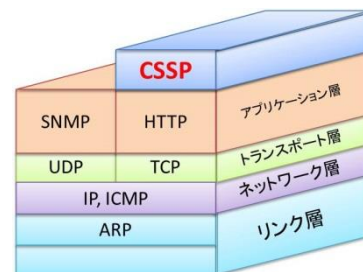 CSSP
SNMP HTTP アプリケーション層
UDP TCP トランスポート層
IP, ICMP ネットワーク層
ARP リンク層